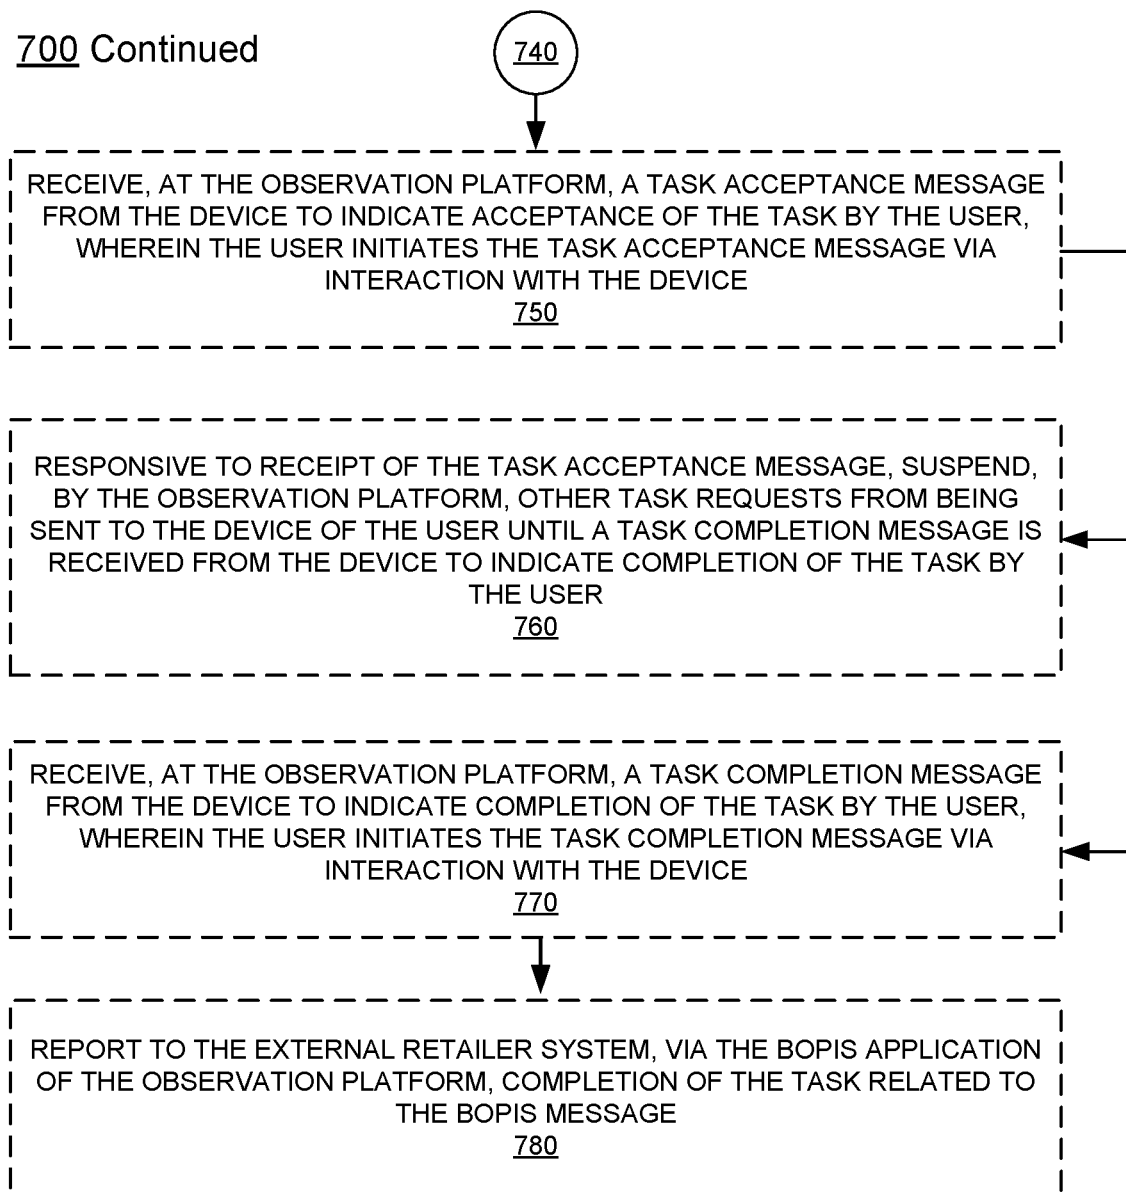 700 Continued
740
RECEIVE, AT THE OBSERVATION PLATFORM, A TASK ACCEPTANCE MESSAGE
FROM THE DEVICE TO INDICATE ACCEPTANCE OF THE TASK BY THE USER,
WHEREIN THE USER INITIATES THE TASK ACCEPTANCE MESSAGE VIA
INTERACTION WITH THE DEVICE
750
RESPONSIVE TO RECEIPT OF THE TASK ACCEPTANCE MESSAGE, SUSPEND,
BY THE OBSERVATION PLATFORM, OTHER TASK REQUESTS FROM BEING
SENT TO THE DEVICE OF THE USER UNTIL A TASK COMPLETION MESSAGE IS
RECEIVED FROM THE DEVICE TO INDICATE COMPLETION OF THE TASK BY
THE USER
760
RECEIVE, AT THE OBSERVATION PLATFORM, A TASK COMPLETION MESSAGE
FROM THE DEVICE TO INDICATE COMPLETION OF THE TASK BY THE USER,
WHEREIN THE USER INITIATES THE TASK COMPLETION MESSAGE VIA
INTERACTION WITH THE DEVICE
770
REPORT TO THE EXTERNAL RETAILER SYSTEM, VIA THE BOPIS APPLICATION
OF THE OBSERVATION PLATFORM, COMPLETION OF THE TASK RELATED TO
THE BOPIS MESSAGE
780